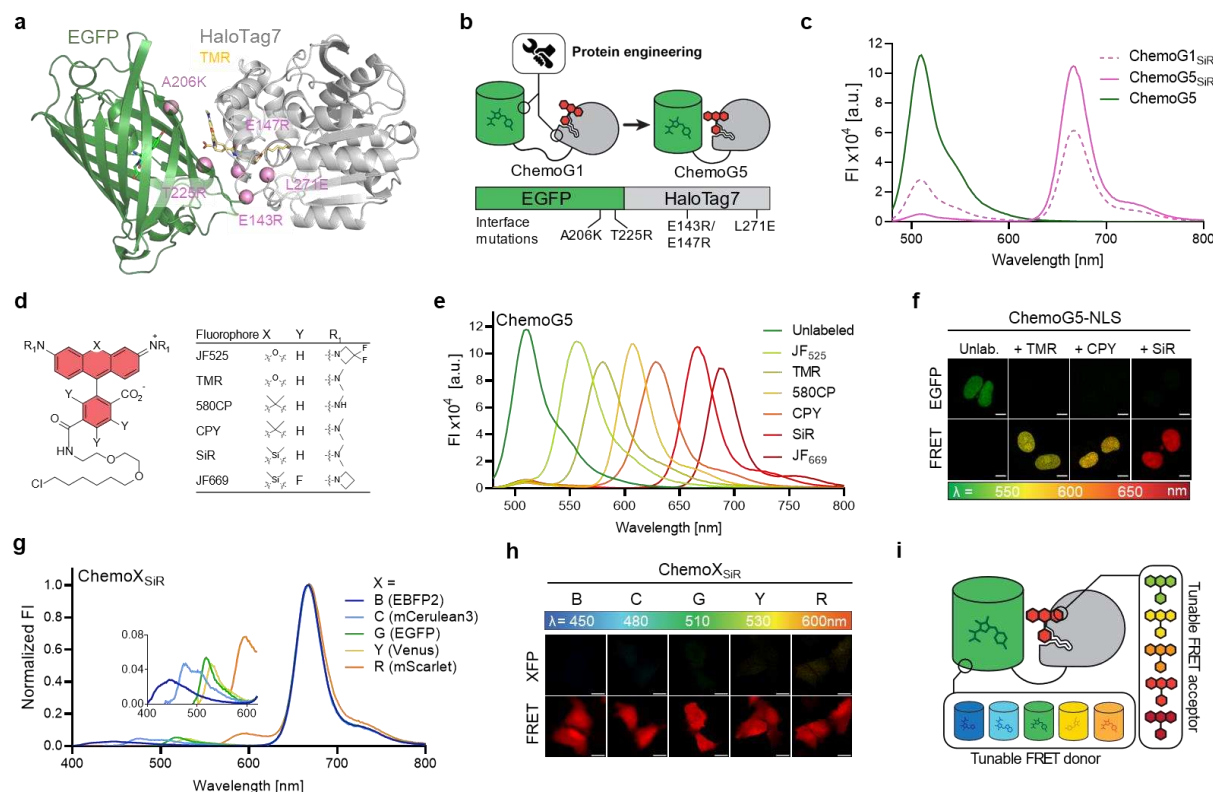 a
EGFP
HaloTag7
TMR
A206K
E147R
T225R
L271E
E143R
b
Protein engineering
ChemoG1
ChemoG5
EGFP
HaloTag7
Interface
mutations
A206K
T225R
E143R/
E147R
L271E
c
FI x10⁴ [a.u.]
12
10
8
6
4
2
0
500
600
700
800
Wavelength [nm]
ChemoG1SiR
ChemoG5SiR
ChemoG5
d
R₁N
X
N⁺R₁
Y
CO₂⁻
Y
O
Y
HN
O
O
Cl
Fluorophore X Y R₁
JF525 O H N F F
TMR O H N
580CP H NH
CPY H N
SiR Si H N
JF669 Si F N
e
ChemoG5
FI x10⁴ [a.u.]
12
10
8
6
4
2
0
500
550
600
650
700
750
800
Wavelength [nm]
Unlabeled
JF525
TMR
580CP
CPY
SiR
JF669
f
ChemoG5-NLS
Unlab. + TMR + CPY + SiR
EGFP
FRET
λ = 550 600 650 nm
g
ChemoXSiR
Normalized FI
1.0
0.8
0.6
0.4
0.2
0.0
0.08
0.04
0.00
400
500
600
400
500
600
700
800
Wavelength [nm]
X =
B (EBFP2)
C (mCerulean3)
G (EGFP)
Y (Venus)
R (mScarlet)
h
ChemoXSiR
B C G Y R
λ= 450 480 510 530 600nm
XFP
FRET
i
Tunable FRET acceptor
Tunable FRET donor